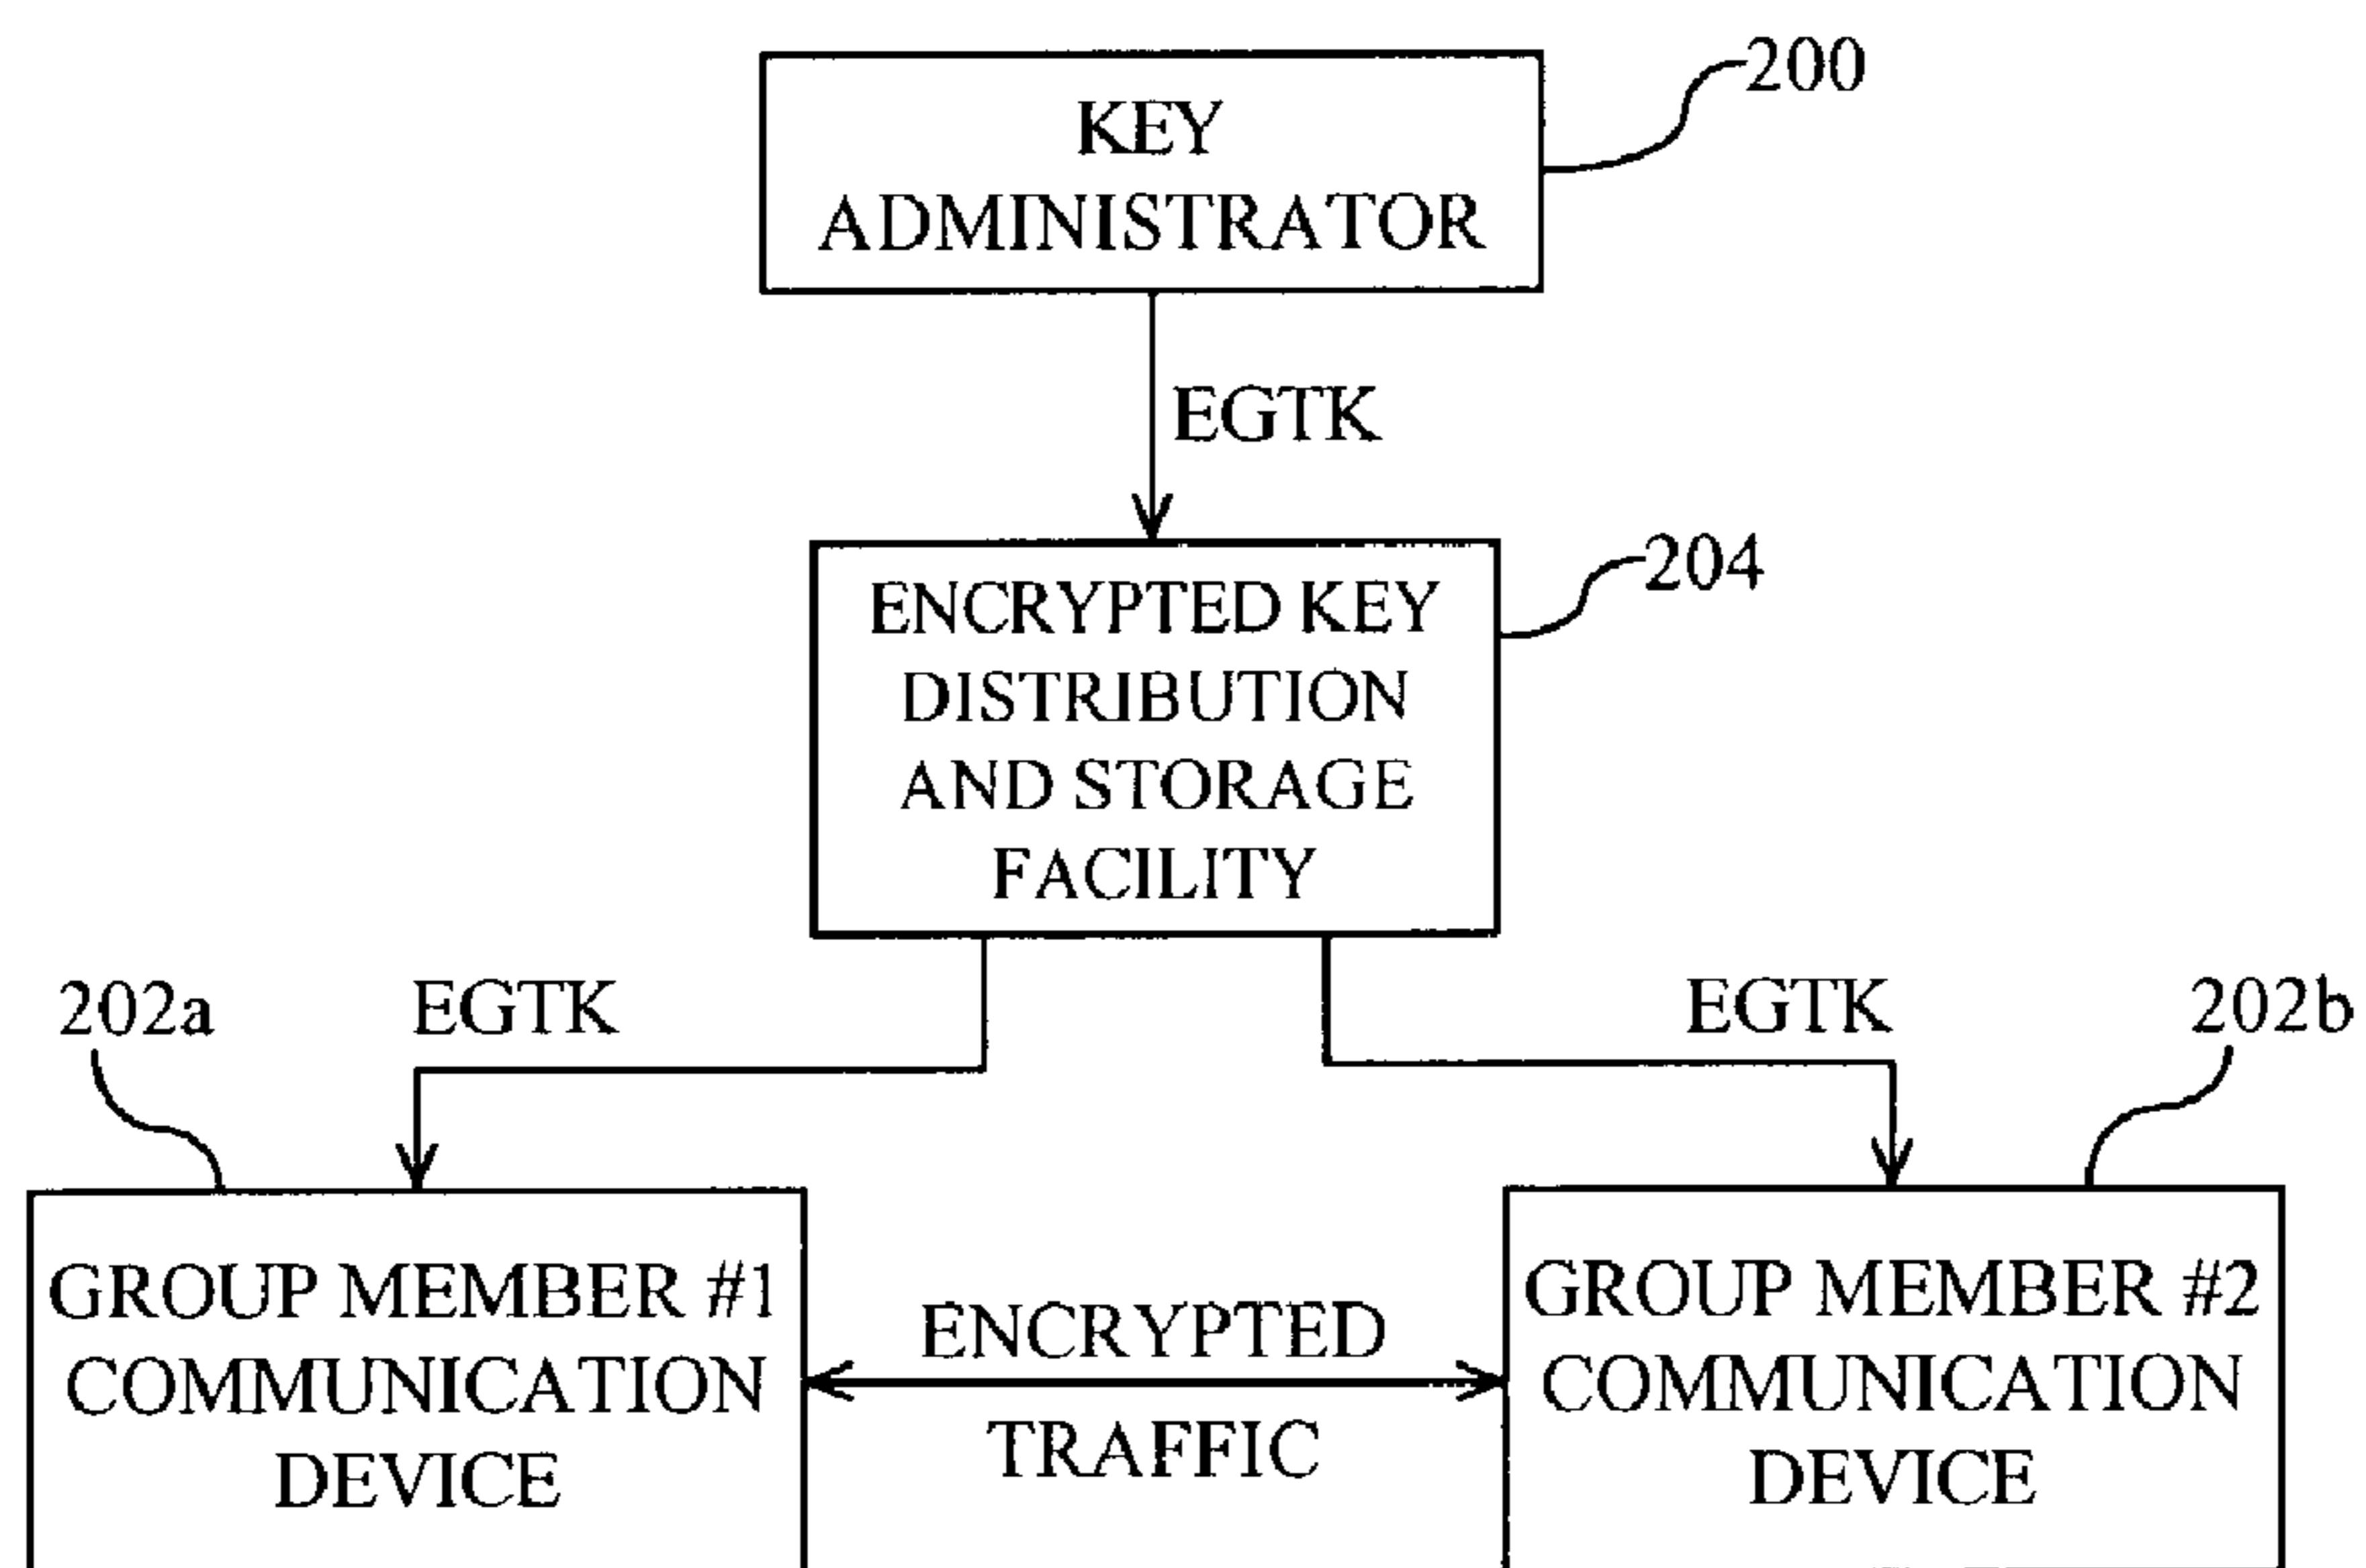 200
KEY
ADMINISTRATOR
EGTK
204
ENCRYPTED KEY
DISTRIBUTION
AND STORAGE
FACILITY
202a
EGTK
EGTK
202b
GROUP MEMBER #1
COMMUNICATION
DEVICE
ENCRYPTED
TRAFFIC
GROUP MEMBER #2
COMMUNICATION
DEVICE